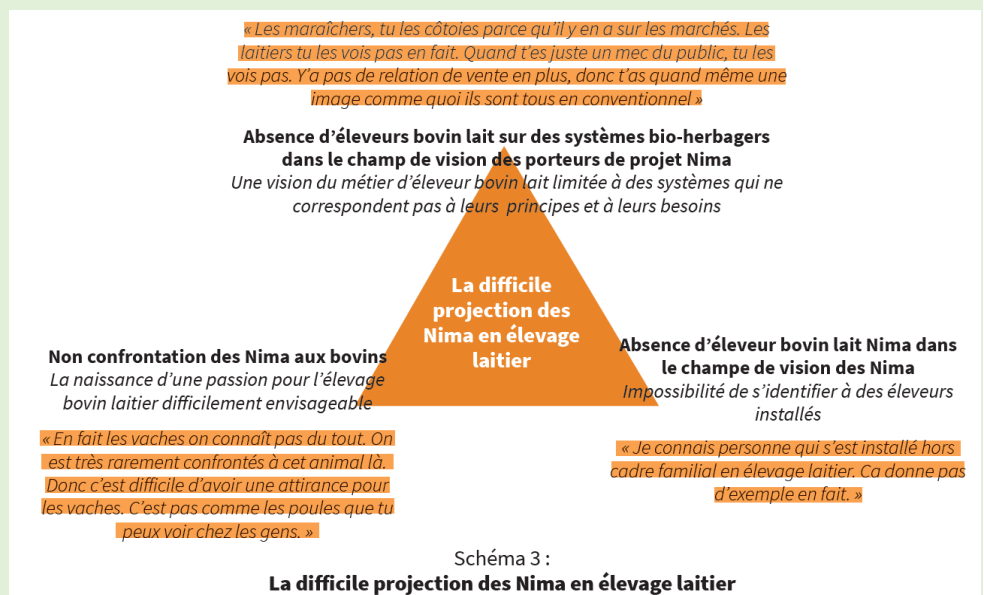 « Les maraîchers, tu les côtoies parce qu'il y en a sur les marchés. Les
laitiers tu les vois pas en fait. Quand t'es juste un mec du public, tu les
vois pas. Y'a pas de relation de vente en plus, donc t'as quand même une
image comme quoi ils sont tous en conventionnel »
Absence d'éleveurs bovin lait sur des systèmes bio-herbagers
dans le champ de vision des porteurs de projet Nima
Une vision du métier d'éleveur bovin lait limitée à des systèmes qui ne
correspondent pas à leurs principes et à leurs besoins
La difficile
projection des
Nima en élevage
laitier
Non confrontation des Nima aux bovins
La naissance d'une passion pour l'élevage
bovin laitier difficilement envisageable
« En fait les vaches on connaît pas du tout. On
est très rarement confrontés à cet animal là.
Donc c'est difficile d'avoir une attirance pour
les vaches. C'est pas comme les poules que tu
peux voir chez les gens. »
Absence d'éleveur bovin lait Nima dans
le champe de vision des Nima
Impossibilité de s'identifier à des éleveurs
installés
« Je connais personne qui s'est installé hors
cadre familial en élevage laitier. Ca donne pas
d'exemple en fait. »
Schéma 3 :
La difficile projection des Nima en élevage laitier